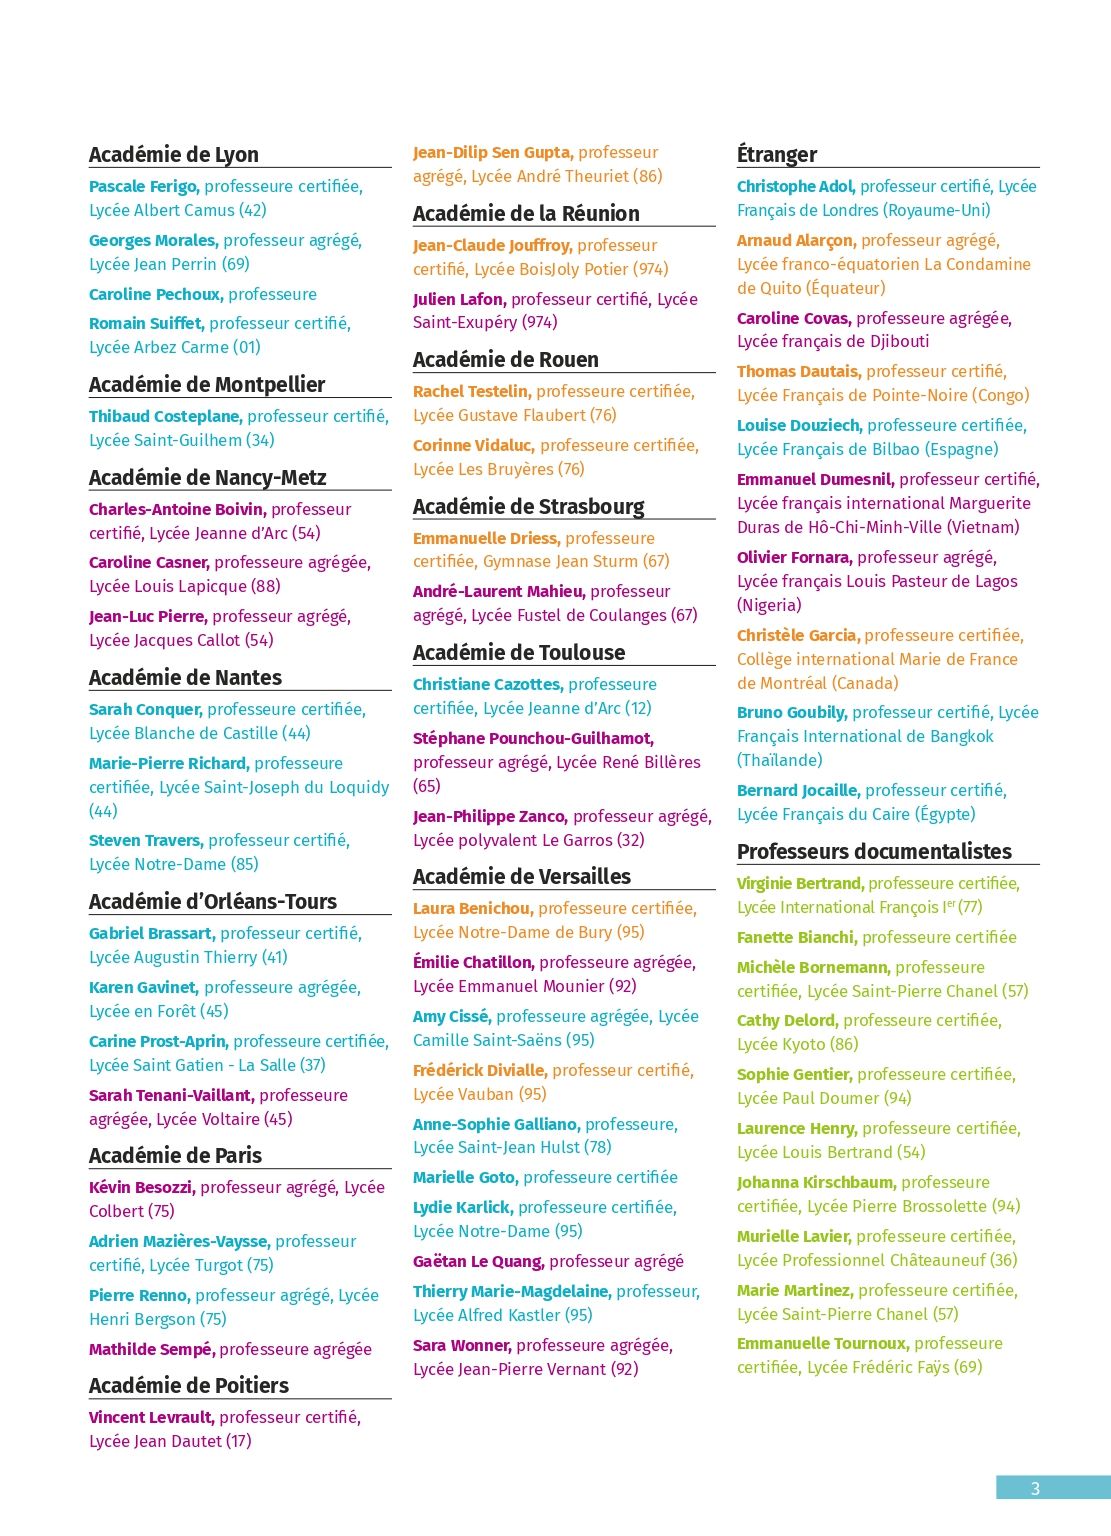 Académie de Lyon
Pascale Ferigo, professeure certifiée,
Lycée Albert Camus (42)
Georges Morales, professeur agrégé,
Lycée Jean Perrin (69)
Caroline Pechoux, professeure
Romain Suiffet, professeur certifié,
Lycée Arbez Carme (01)
Académie de Montpellier
Thibaud Costeplane, professeur certifié,
Lycée Saint-Guilhem (34)
Académie de Nancy-Metz
Charles-Antoine Boivin, professeur
certifié, Lycée Jeanne d’Arc (54)
Caroline Casner, professeure agrégée,
Lycée Louis Lapicque (88)
Jean-Luc Pierre, professeur agrégé,
Lycée Jacques Callot (54)
Académie de Nantes
Sarah Conquer, professeure certifiée,
Lycée Blanche de Castille (44)
Marie-Pierre Richard, professeure
certifiée, Lycée Saint-Joseph du Loquidy
(44)
Steven Travers, professeur certifié,
Lycée Notre-Dame (85)
Académie d’Orléans-Tours
Gabriel Brassart, professeur certifié,
Lycée Augustin Thierry (41)
Karen Gavinet, professeure agrégée,
Lycée en Forêt (45)
Carine Prost-Aprin, professeure certifiée,
Lycée Saint Gatien - La Salle (37)
Sarah Tenani-Vaillant, professeure
agrégée, Lycée Voltaire (45)
Académie de Paris
Kévin Besozzi, professeur agrégé, Lycée
Colbert (75)
Adrien Mazières-Vaysse, professeur
certifié, Lycée Turgot (75)
Pierre Renno, professeur agrégé, Lycée
Henri Bergson (75)
Mathilde Sempé, professeure agrégée
Académie de Poitiers
Vincent Levrault, professeur certifié,
Lycée Jean Dautet (17)
Jean-Dilip Sen Gupta, professeur
agrégé, Lycée André Theuriet (86)
Académie de la Réunion
Jean-Claude Jouffroy, professeur
certifié, Lycée BoisJoly Potier (974)
Julien Lafon, professeur certifié, Lycée
Saint-Exupéry (974)
Académie de Rouen
Rachel Testelin, professeure certifiée,
Lycée Gustave Flaubert (76)
Corinne Vidaluc, professeure certifiée,
Lycée Les Bruyères (76)
Académie de Strasbourg
Emmanuelle Driess, professeure
certifiée, Gymnase Jean Sturm (67)
André-Laurent Mahieu, professeur
agrégé, Lycée Fustel de Coulanges (67)
Académie de Toulouse
Christiane Cazottes, professeure
certifiée, Lycée Jeanne d’Arc (12)
Stéphane Pounchou-Guilhamot,
professeur agrégé, Lycée René Billères
(65)
Jean-Philippe Zanco, professeur agrégé,
Lycée polyvalent Le Garros (32)
Académie de Versailles
Laura Benichou, professeure certifiée,
Lycée Notre-Dame de Bury (95)
Émilie Chatillon, professeure agrégée,
Lycée Emmanuel Mounier (92)
Amy Cissé, professeure agrégée, Lycée
Camille Saint-Saëns (95)
Frédérick Divialle, professeur certifié,
Lycée Vauban (95)
Anne-Sophie Galliano, professeure,
Lycée Saint-Jean Hulst (78)
Marielle Goto, professeure certifiée
Lydie Karlick, professeure certifiée,
Lycée Notre-Dame (95)
Gaëtan Le Quang, professeur agrégé
Thierry Marie-Magdelaine, professeur,
Lycée Alfred Kastler (95)
Sara Wonner, professeure agrégée,
Lycée Jean-Pierre Vernant (92)
Étranger
Christophe Adol, professeur certifié, Lycée
Français de Londres (Royaume-Uni)
Arnaud Alarçon, professeur agrégé,
Lycée franco-équatorien La Condamine
de Quito (Équateur)
Caroline Covas, professeure agrégée,
Lycée français de Djibouti
Thomas Dautais, professeur certifié,
Lycée Français de Pointe-Noire (Congo)
Louise Douziech, professeure certifiée,
Lycée Français de Bilbao (Espagne)
Emmanuel Dumesnil, professeur certifié,
Lycée français international Marguerite
Duras de Hô-Chi-Minh-Ville (Vietnam)
Olivier Fornara, professeur agrégé,
Lycée français Louis Pasteur de Lagos
(Nigeria)
Christèle Garcia, professeure certifiée,
Collège international Marie de France
de Montréal (Canada)
Bruno Goubily, professeur certifié, Lycée
Français International de Bangkok
(Thaïlande)
Bernard Jocaille, professeur certifié,
Lycée Français du Caire (Égypte)
Professeurs documentalistes
Virginie Bertrand, professeure certifiée,
Lycée International François Ier (77)
Fanette Bianchi, professeure certifiée
Michèle Bornemann, professeure
certifiée, Lycée Saint-Pierre Chanel (57)
Cathy Delord, professeure certifiée,
Lycée Kyoto (86)
Sophie Gentier, professeure certifiée,
Lycée Paul Doumer (94)
Laurence Henry, professeure certifiée,
Lycée Louis Bertrand (54)
Johanna Kirschbaum, professeure
certifiée, Lycée Pierre Brossolette (94)
Murielle Lavier, professeure certifiée,
Lycée Professionnel Châteauneuf (36)
Marie Martinez, professeure certifiée,
Lycée Saint-Pierre Chanel (57)
Emmanuelle Tournoux, professeure
certifiée, Lycée Frédéric Faÿs (69)
3